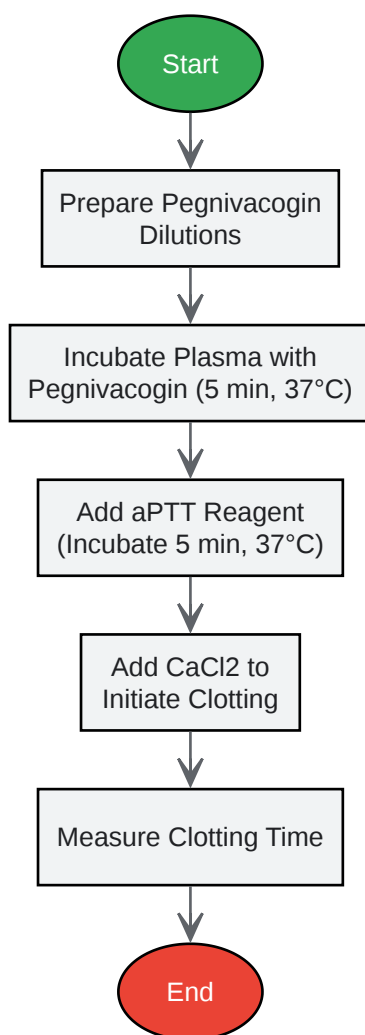 Start
Prepare Pegnivacogin
Dilutions
Incubate Plasma with
Pegnivacogin (5 min, 37°C)
Add aPTT Reagent
(Incubate 5 min, 37°C)
Add CaCl2 to
Initiate Clotting
Measure Clotting Time
End